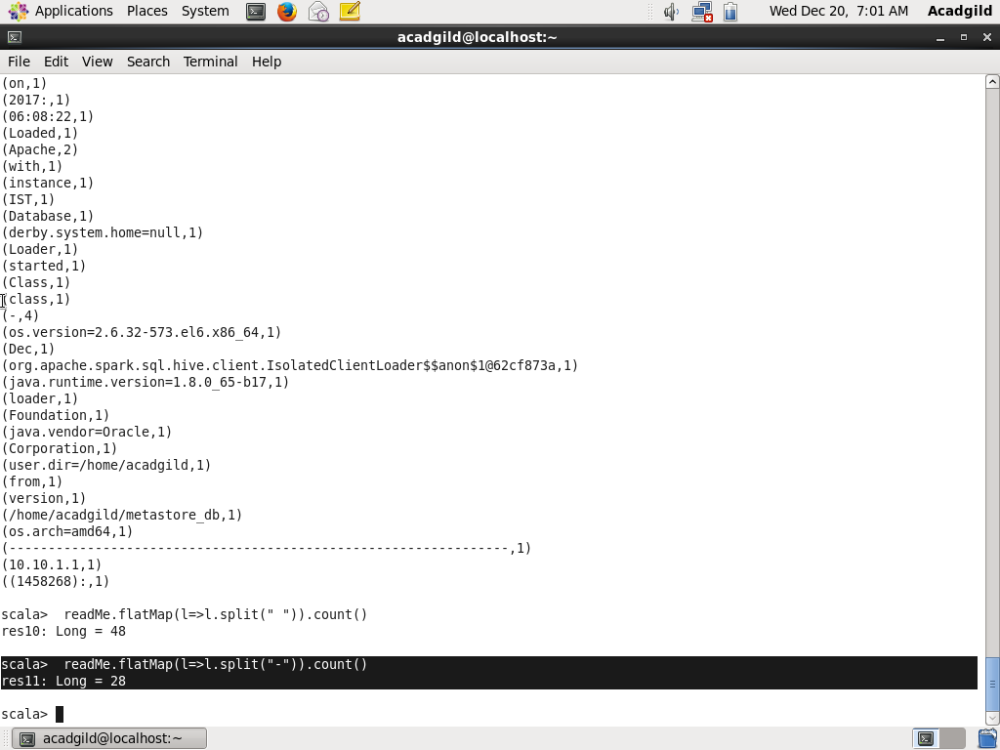 Applications Places System Wed Dec 20, 7:01 AM Acadgild
acadgild@localhost:~
File Edit View Search Terminal Help
(on,1)
(2017:,1)
(06:08:22,1)
(Loaded,1)
(Apache,2)
(with,1)
(instance,1)
(IST,1)
(Database,1)
(derby.system.home=null,1)
(Loader,1)
(started,1)
(Class,1)
(class,1)
(-,4)
(os.version=2.6.32-573.el6.x86_64,1)
(Dec,1)
(org.apache.spark.sql.hive.client.IsolatedClientLoader$$anon$1@62cf873a,1)
(java.runtime.version=1.8.0_65-b17,1)
(loader,1)
(Foundation,1)
(java.vendor=Oracle,1)
(Corporation,1)
(user.dir=/home/acadgild,1)
(from,1)
(version,1)
(/home/acadgild/metastore_db,1)
(os.arch=amd64,1)
(-----------------------------------------------------------------,1)
(10.10.1.1,1)
((1458268):,1)
scala>  readMe.flatMap(l=>l.split(" ")).count()
res10: Long = 48
scala>  readMe.flatMap(l=>l.split("-")).count()
res11: Long = 28
scala>
acadgild@localhost:~